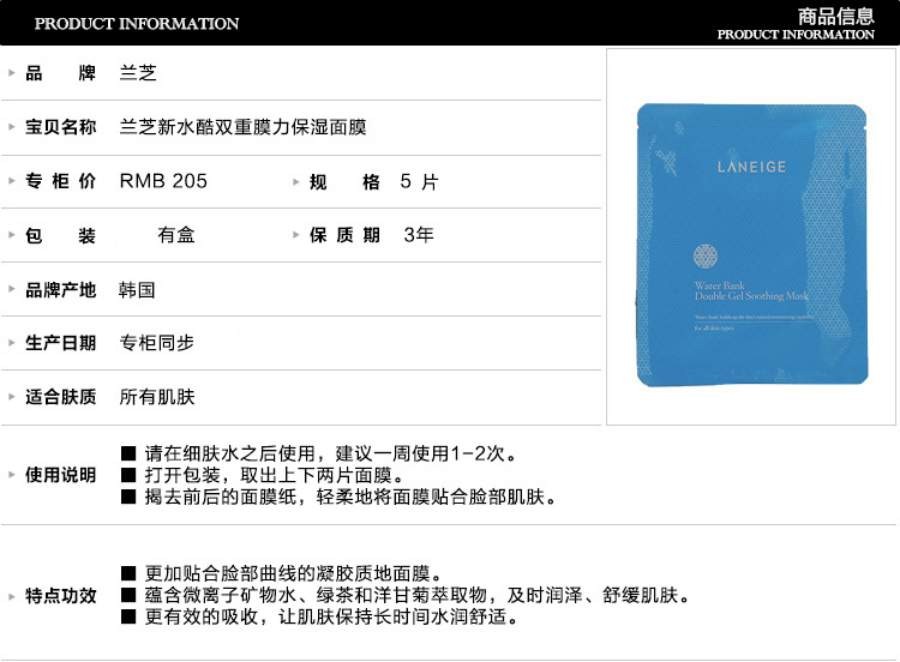 PRODUCT INFORMATION
商品信息
PRODUCT INFORMATION
品 牌 兰芝
宝贝名称 兰芝新水酷双重膜力保湿面膜
专 柜 价 RMB 205 规 格 5 片
包 装 有盒 保 质 期 3年
品牌产地 韩国
生产日期 专柜同步
适合肤质 所有肌肤
LANEIGE
Water Bank
Double Gel Soothing Mask
for all skin types
使用说明
■ 请在细肤水之后使用，建议一周使用1-2次。
■ 打开包装，取出上下两片面膜。
■ 揭去前后的面膜纸，轻柔地将面膜贴合脸部肌肤。
特点功效
■ 更加贴合脸部曲线的凝胶质地面膜。
■ 蕴含微离子矿物水、绿茶和洋甘菊萃取物，及时润泽、舒缓肌肤。
■ 更有效的吸收，让肌肤保持长时间水润舒适。